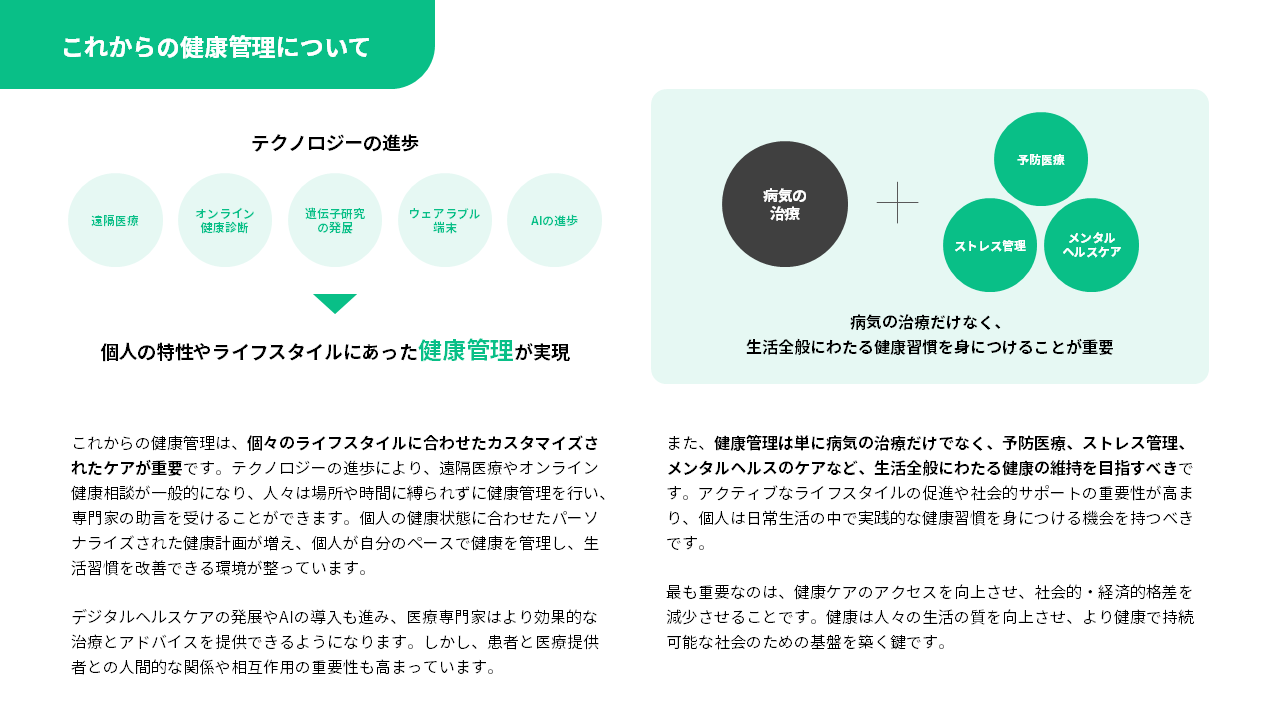 これからの健康管理について
テクノロジーの進歩
遠隔医療
オンライン
健康診断
遺伝子研究
の発展
ウェアラブル
端末
AIの進歩
個人の特性やライフスタイルにあった健康管理が実現
病気の
治療
予防医療
ストレス管理
メンタル
ヘルスケア
病気の治療だけなく、
生活全般にわたる健康習慣を身につけることが重要
これからの健康管理は、個々のライフスタイルに合わせたカスタマイズさ
れたケアが重要です。テクノロジーの進歩により、遠隔医療やオンライン
健康相談が一般的になり、人々は場所や時間に縛られずに健康管理を行い、
専門家の助言を受けることができます。個人の健康状態に合わせたパーソ
ナライズされた健康計画が増え、個人が自分のペースで健康を管理し、生
活習慣を改善できる環境が整っています。
デジタルヘルスケアの発展やAIの導入も進み、医療専門家はより効果的な
治療とアドバイスを提供できるようになります。しかし、患者と医療提供
者との人間的な関係や相互作用の重要性も高まっています。
また、健康管理は単に病気の治療だけでなく、予防医療、ストレス管理、
メンタルヘルスのケアなど、生活全般にわたる健康の維持を目指すべきで
す。アクティブなライフスタイルの促進や社会的サポートの重要性が高ま
り、個人は日常生活の中で実践的な健康習慣を身につける機会を持つべき
です。
最も重要なのは、健康ケアのアクセスを向上させ、社会的・経済的格差を
減少させることです。健康は人々の生活の質を向上させ、より健康で持続
可能な社会のための基盤を築く鍵です。